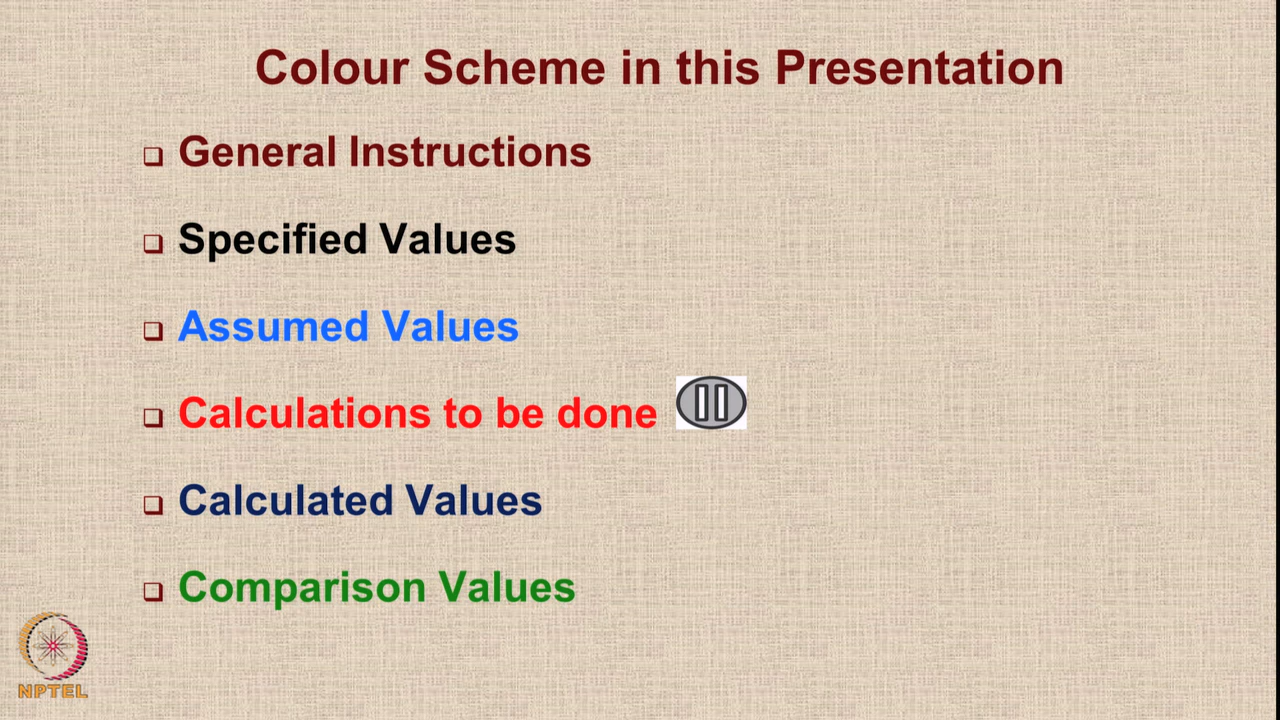 Colour Scheme in this Presentation
General Instructions
Specified Values
Assumed Values
Calculations to be done
Calculated Values
Comparison Values
NPTEL